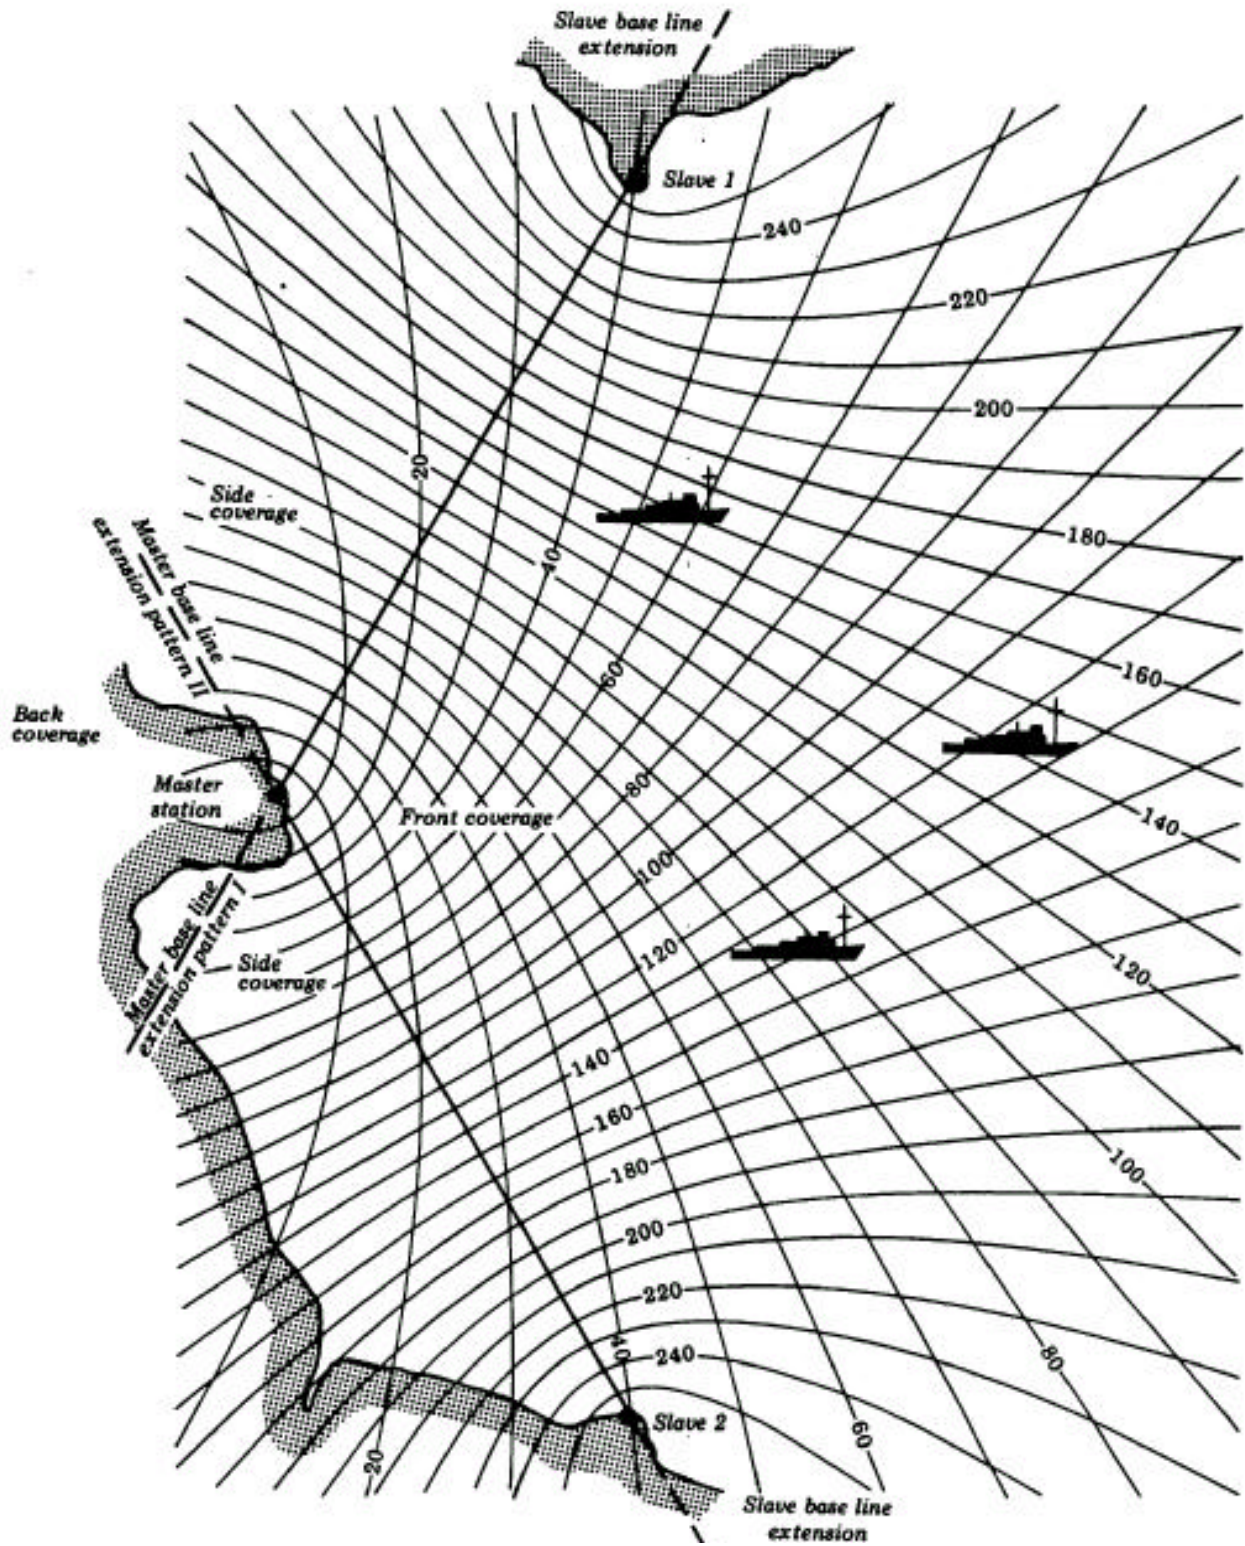 Slave base line
extension
Slave 1
240
220
200
20
Side
coverage
180
40
Master base line
extension pattern II
60
160
Back
coverage
Master
station
80
Front coverage
140
100
Master base line
extension pattern I
120
Side
coverage
120
140
160
100
180
200
220
40
240
80
Slave 2
60
20
Slave base line
extension